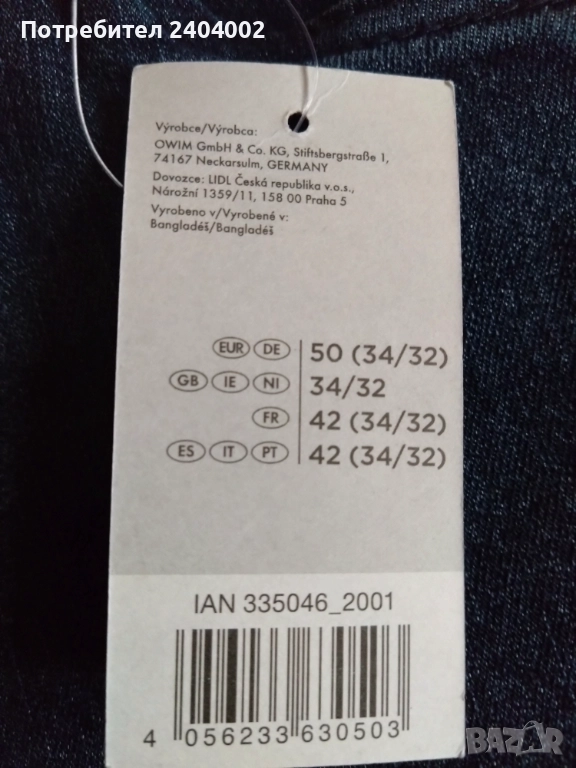 Потребител 2404002
Výrobce/Výrobca:
OWIM GmbH & Co. KG, Stiftsbergstraße 1,
74167 Neckarsulm, GERMANY
Dovozce: LIDL Česká republika v.o.s.,
Nárožní 1359/11, 158 00 Praha 5
Vyrobeno v/Vyrobené v:
Bangladéš/Bangladéš
EUR DE 50 (34/32)
GB IE NI 34/32
FR 42 (34/32)
ES IT PT 42 (34/32)
IAN 335046_2001
4 056233 630503
BAZAR